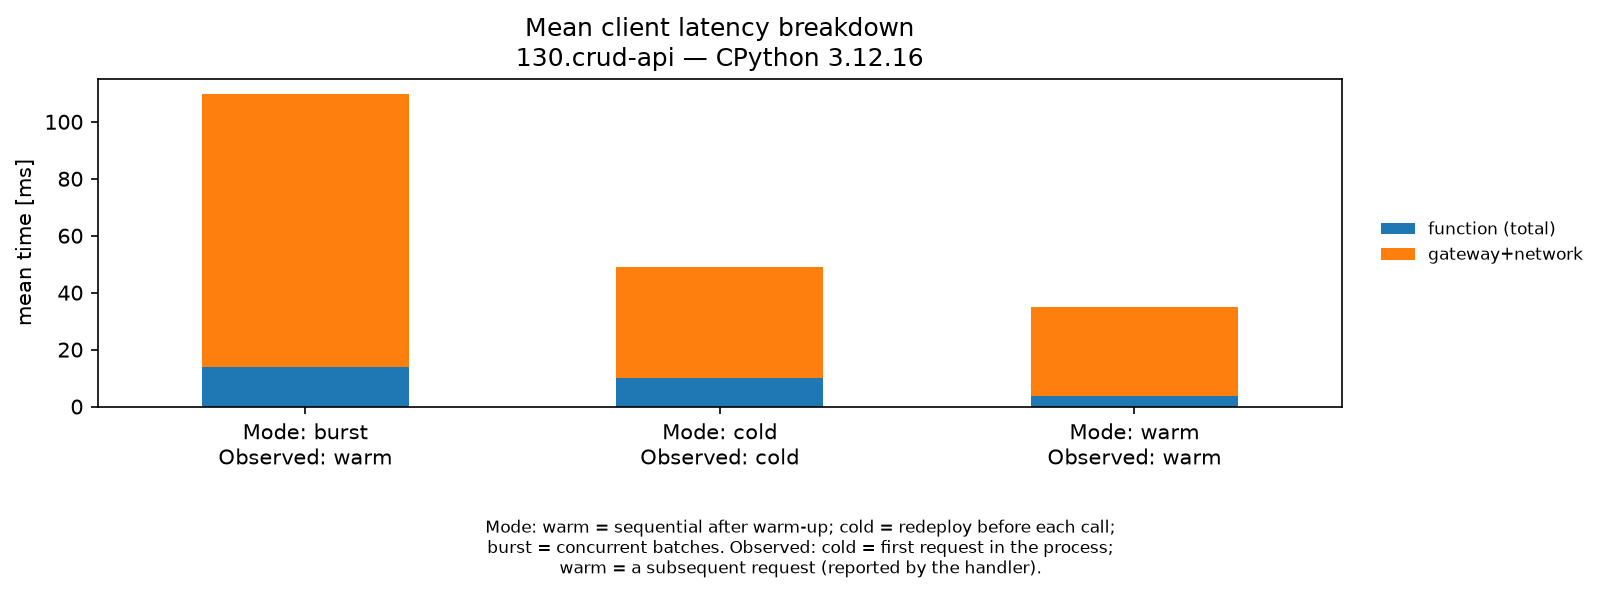 Mean client latency breakdown
130.crud-api — CPython 3.12.16
mean time [ms]
100
80
60
40
20
0
Mode: burst
Observed: warm
Mode: cold
Observed: cold
Mode: warm
Observed: warm
function (total)
gateway+network
Mode: warm = sequential after warm-up; cold = redeploy before each call;
burst = concurrent batches. Observed: cold = first request in the process;
warm = a subsequent request (reported by the handler).